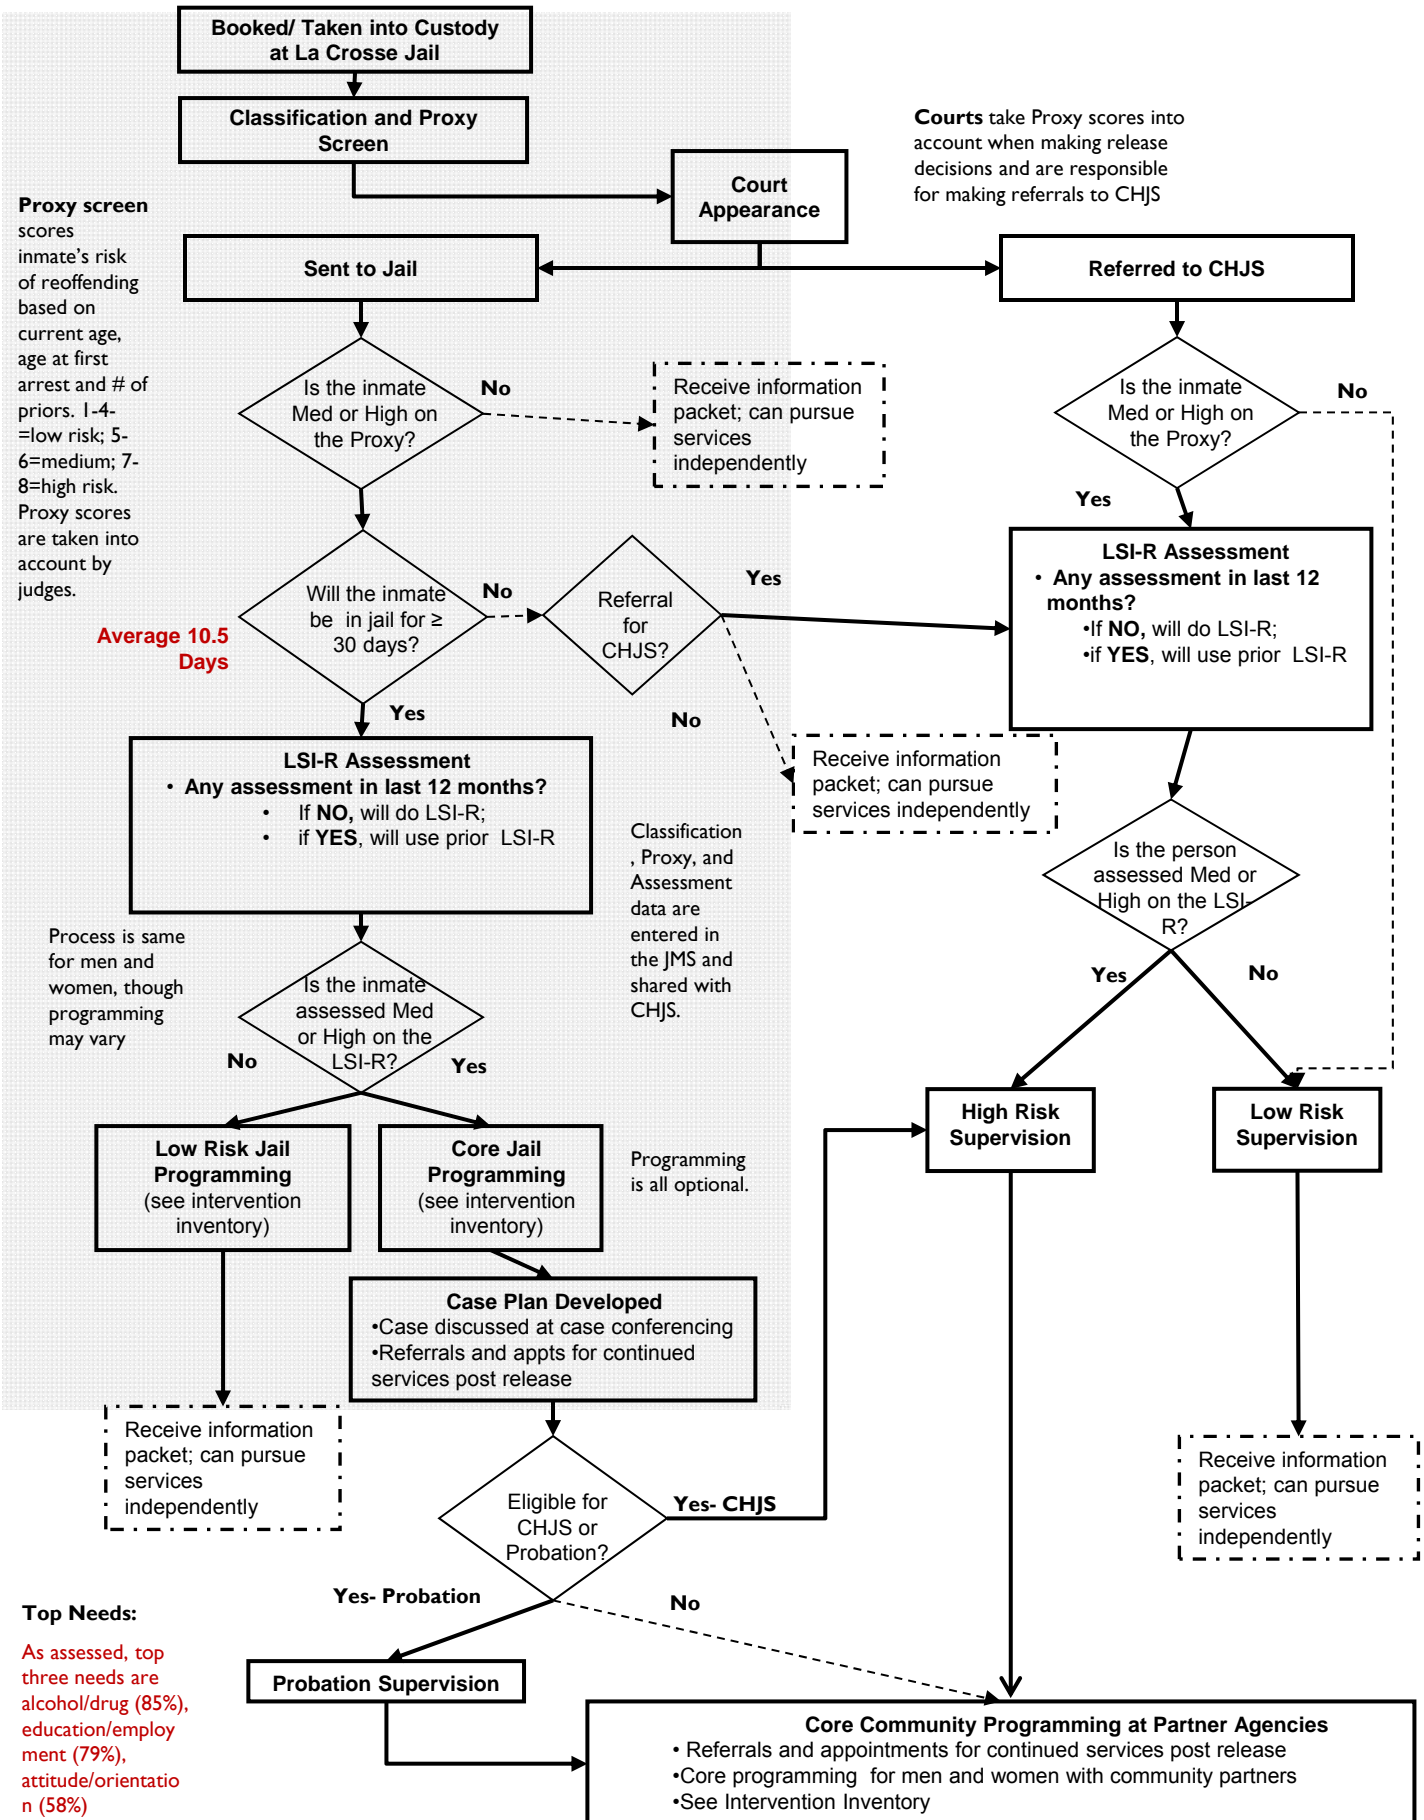 Booked/ Taken into Custody
at La Crosse Jail
Classification and Proxy
Screen
Courts take Proxy scores into
account when making release
decisions and are responsible
for making referrals to CHJS
Court
Appearance
Proxy screen
scores
inmate’s risk
of reoffending
based on
current age,
age at first
arrest and # of
priors. 1-4-
=low risk; 5-
6=medium; 7-
8=high risk.
Proxy scores
are taken into
account by
judges.
Sent to Jail
Referred to CHJS
Is the inmate
Med or High on
the Proxy?
No
Receive information
packet; can pursue
services
independently
Is the inmate
Med or High on
the Proxy?
No
Yes
Average 10.5
Days
Will the inmate
be in jail for ≥
30 days?
No
Referral
for
CHJS?
Yes
No
Yes
LSI-R Assessment
• Any assessment in last 12
months?
•If NO, will do LSI-R;
•if YES, will use prior LSI-R
Receive information
packet; can pursue
services independently
LSI-R Assessment
• Any assessment in last 12 months?
• If NO, will do LSI-R;
• if YES, will use prior LSI-R
Classification
, Proxy, and
Assessment
data are
entered in
the JMS and
shared with
CHJS.
Is the person
assessed Med or
High on the LSI-
R?
Yes
No
Process is same
for men and
women, though
programming
may vary
Is the inmate
assessed Med
or High on the
LSI-R?
No
Yes
High Risk
Supervision
Low Risk
Supervision
Low Risk Jail
Programming
(see intervention
inventory)
Core Jail
Programming
(see intervention
inventory)
Programming
is all optional.
Case Plan Developed
•Case discussed at case conferencing
•Referrals and appts for continued
services post release
Receive information
packet; can pursue
services
independently
Eligible for
CHJS or
Probation?
Yes- CHJS
Receive information
packet; can pursue
services
independently
Yes- Probation
No
Top Needs:
As assessed, top
three needs are
alcohol/drug (85%),
education/employ
ment (79%),
attitude/orientatio
n (58%)
Probation Supervision
Core Community Programming at Partner Agencies
• Referrals and appointments for continued services post release
•Core programming for men and women with community partners
•See Intervention Inventory